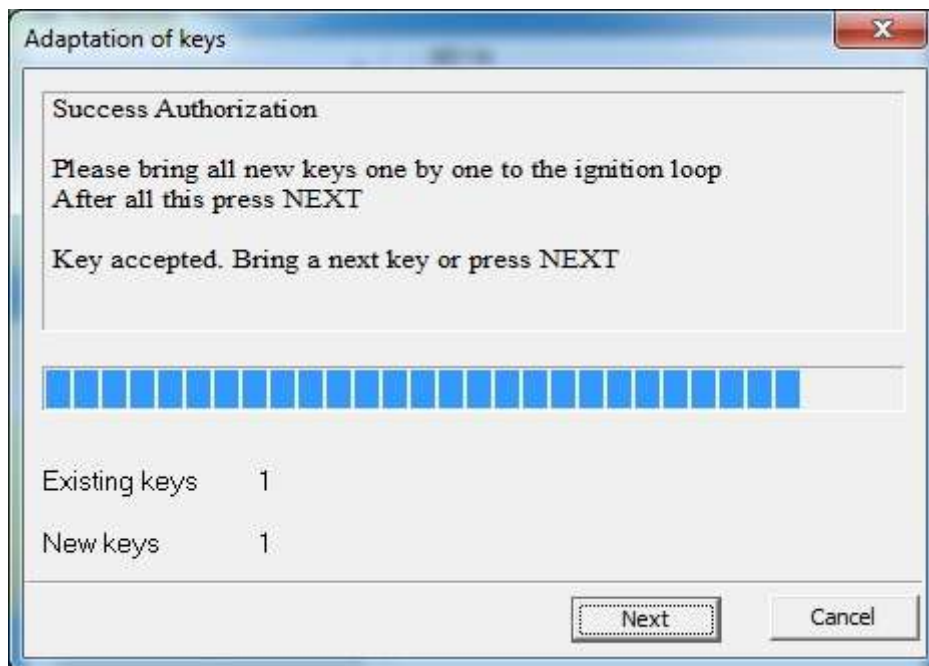 Adaptation of keys
Success Authorization
Please bring all new keys one by one to the ignition loop
After all this press NEXT
Key accepted. Bring a next key or press NEXT
Existing keys 1
New keys 1
Next Cancel